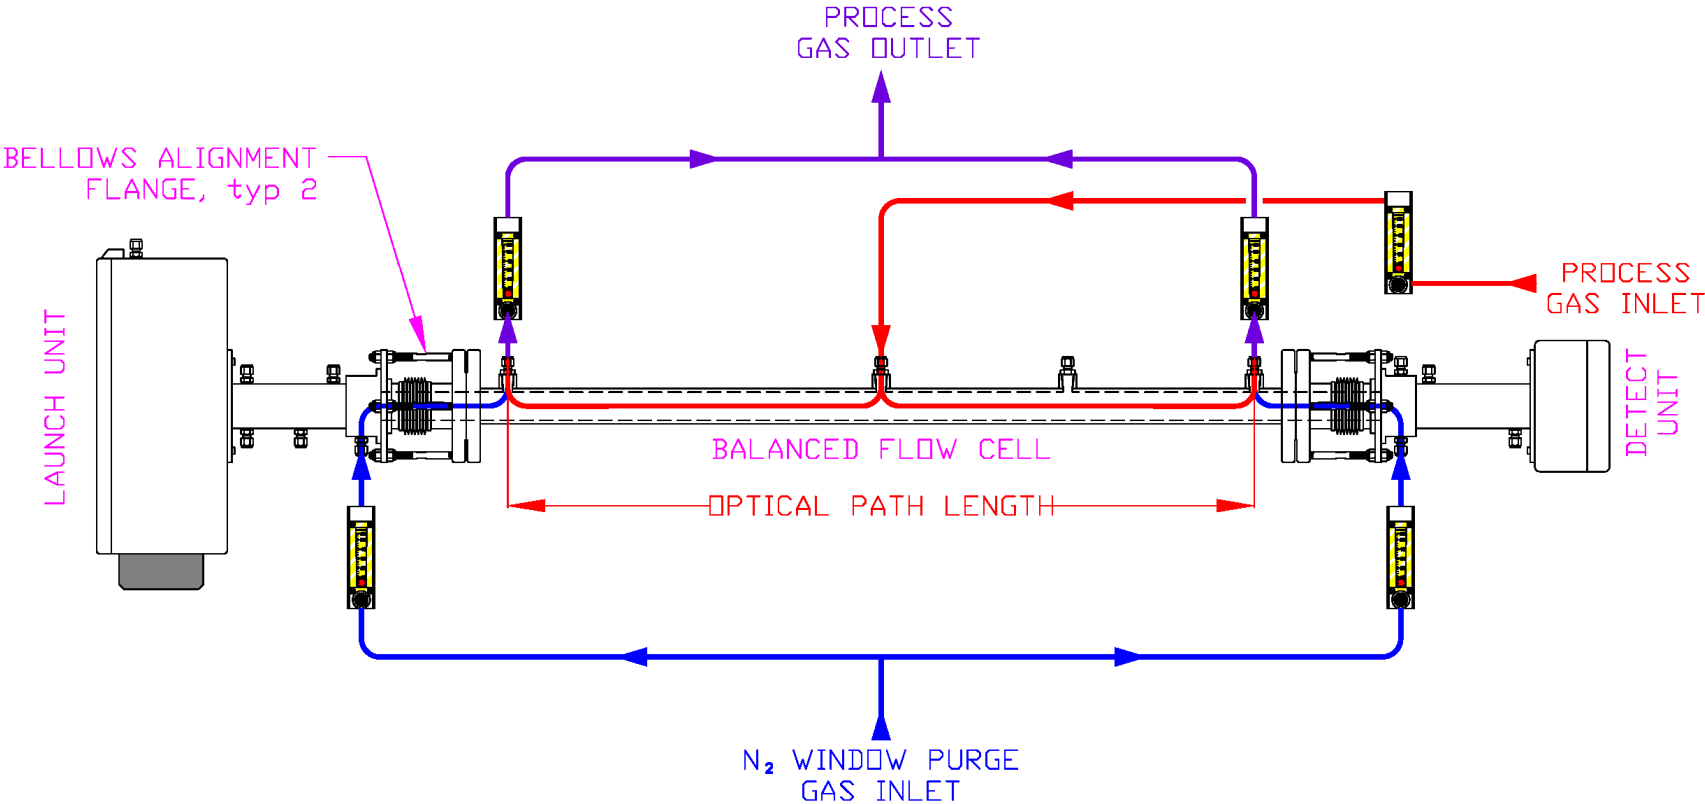 PROCESS
GAS OUTLET
BELLOWS ALIGNMENT
FLANGE, typ 2
PROCESS
GAS INLET
LAUNCH UNIT
DETECT
UNIT
BALANCED FLOW CELL
OPTICAL PATH LENGTH
N₂ WINDOW PURGE
GAS INLET